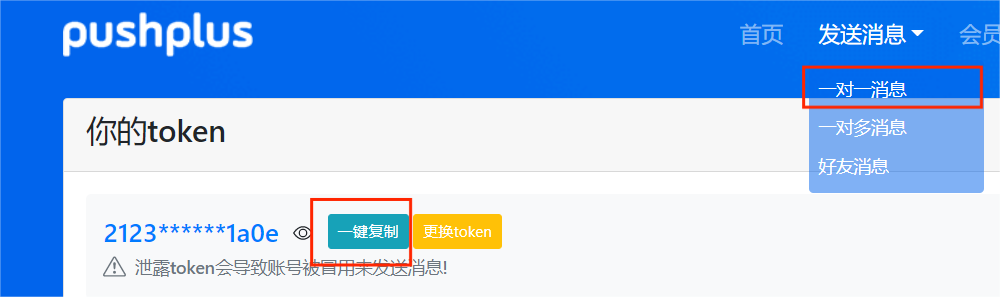 pushplus
首页 发送消息 会员
一对一消息
一对多消息
好友消息
你的token
2123******1a0e 一键复制 更换token
泄露token会导致账号被冒用来发送消息!